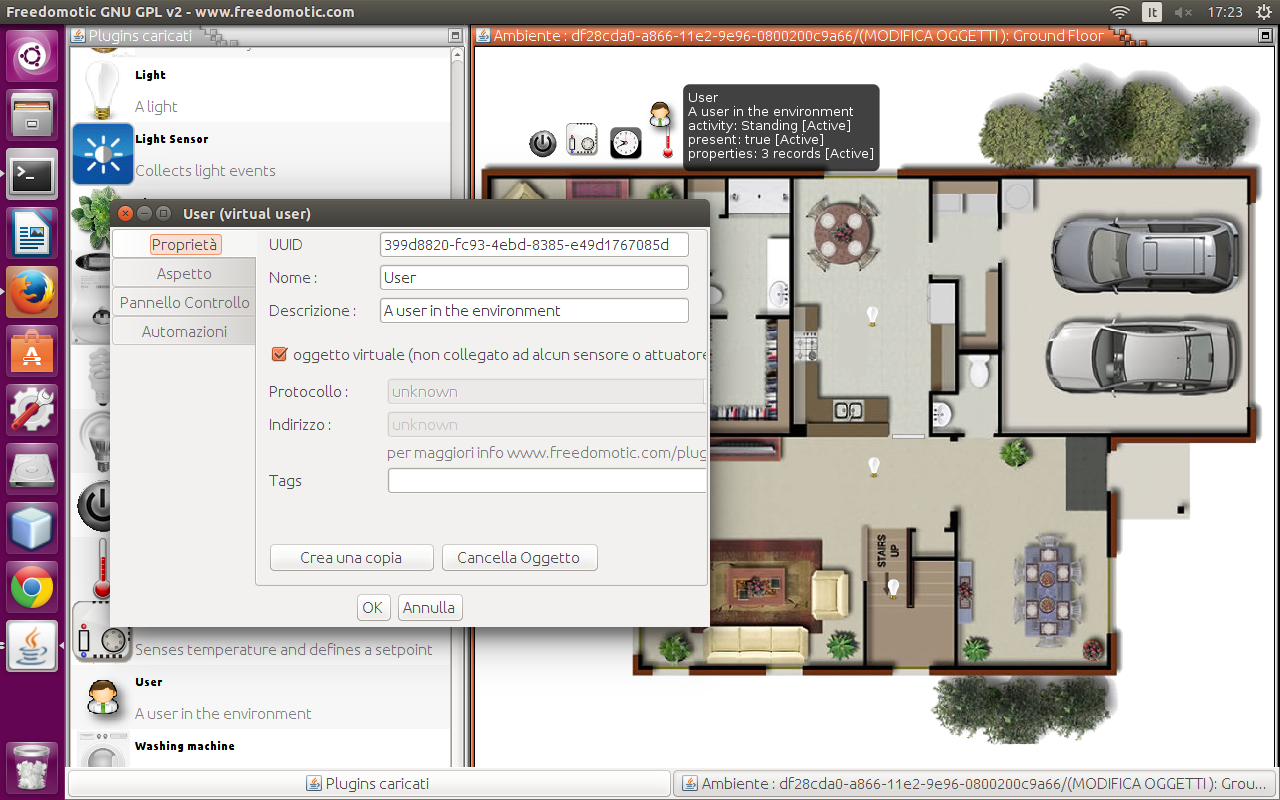 Freedomotic GNU GPL v2 - www.freedomotic.com
It
17:23
Plugins caricati
Ambiente : df28cda0-a866-11e2-9e96-0800200c9a66/(MODIFICA OGGETTI ): Ground Floor
Light
A light
Light Sensor
Collects light events
User
A user in the environment
activity: Standing [Active]
present: true [Active]
properties: 3 records [Active]
User (virtual user)
Proprietà
Aspetto
Pannello Controllo
Automazioni
UUID
399d8820-fc93-4ebd-8385-e49d1767085d
Nome :
User
Descrizione :
A user in the environment
oggetto virtuale (non collegato ad alcun sensore o attuatore
Protocollo :
unknown
Indirizzo :
unknown
per maggiori info www.freedomotic.com/plug
Tags
Crea una copia
Cancella Oggetto
OK
Annulla
STAIRS
UP
Senses temperature and defines a setpoint
User
A user in the environment
Washing machine
Plugins caricati
Ambiente : df28cda0-a866-11e2-9e96-0800200c9a66/(MODIFICA OGGETTI ): Grou...